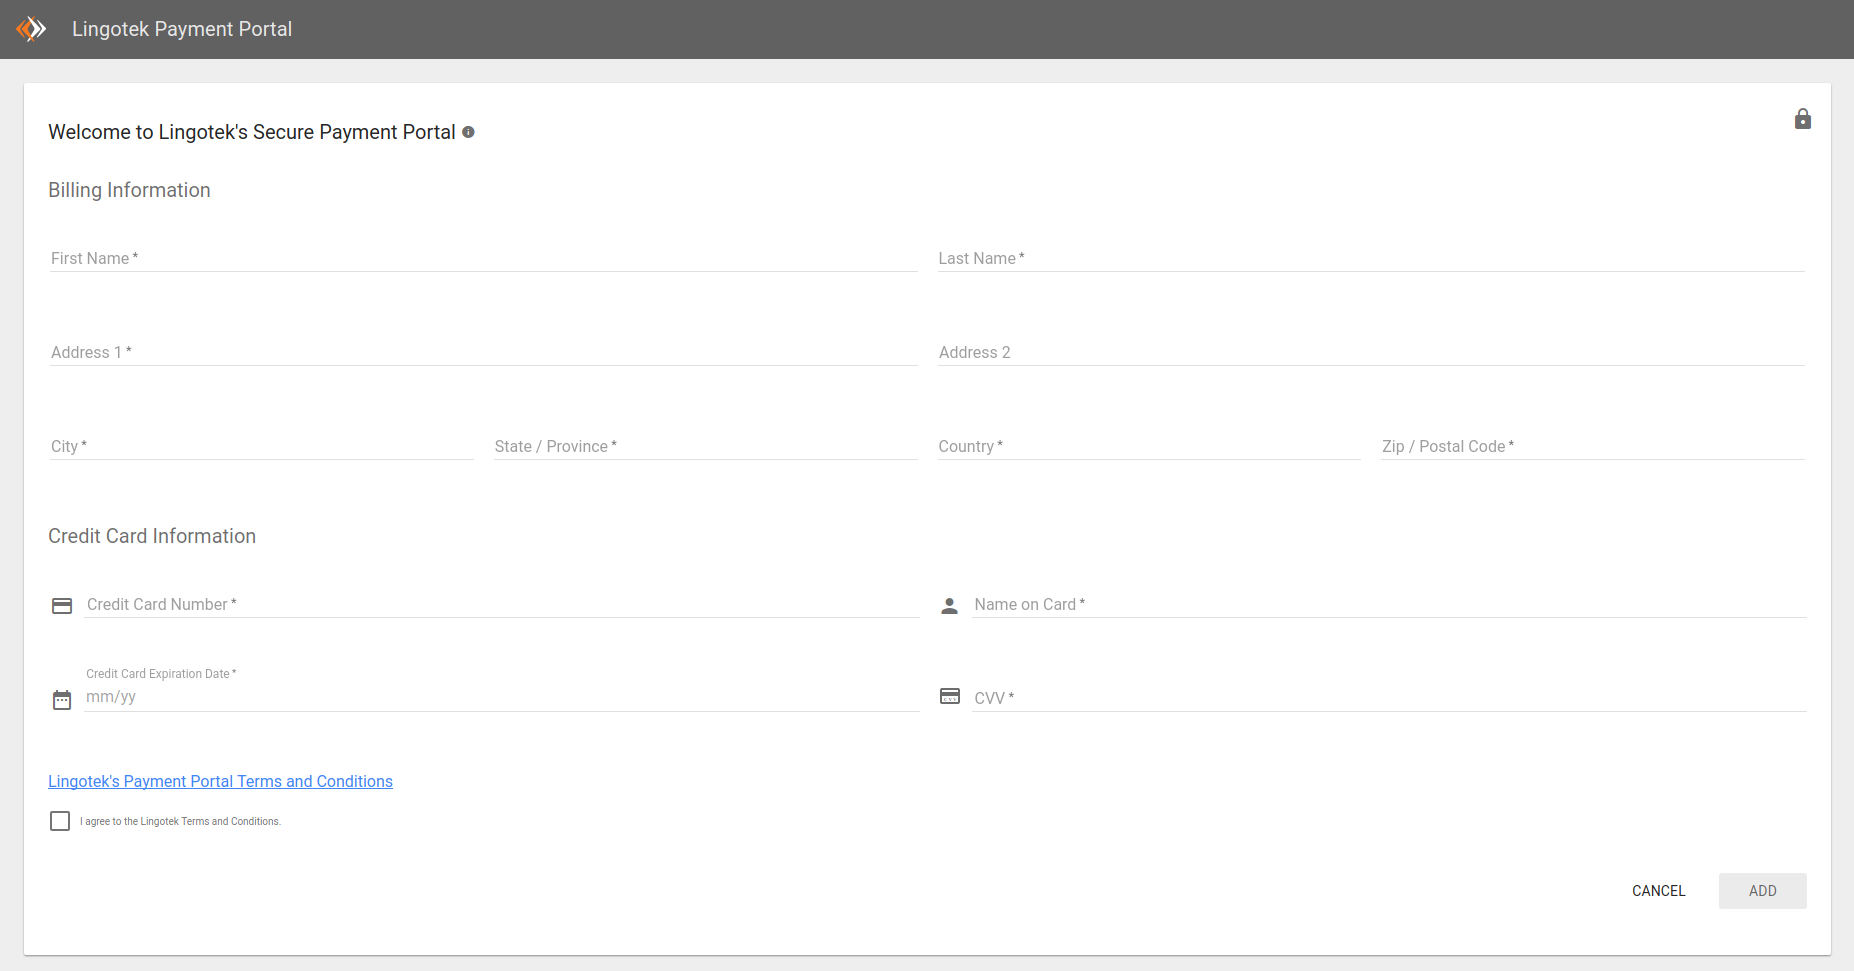 Lingotek Payment Portal
Welcome to Lingotek's Secure Payment Portal
Billing Information
First Name *
Last Name *
Address 1 *
Address 2
City *
State / Province *
Country *
Zip / Postal Code *
Credit Card Information
Credit Card Number *
Name on Card *
Credit Card Expiration Date *
mm/yy
CVV *
Lingotek's Payment Portal Terms and Conditions
I agree to the Lingotek Terms and Conditions.
CANCEL
ADD